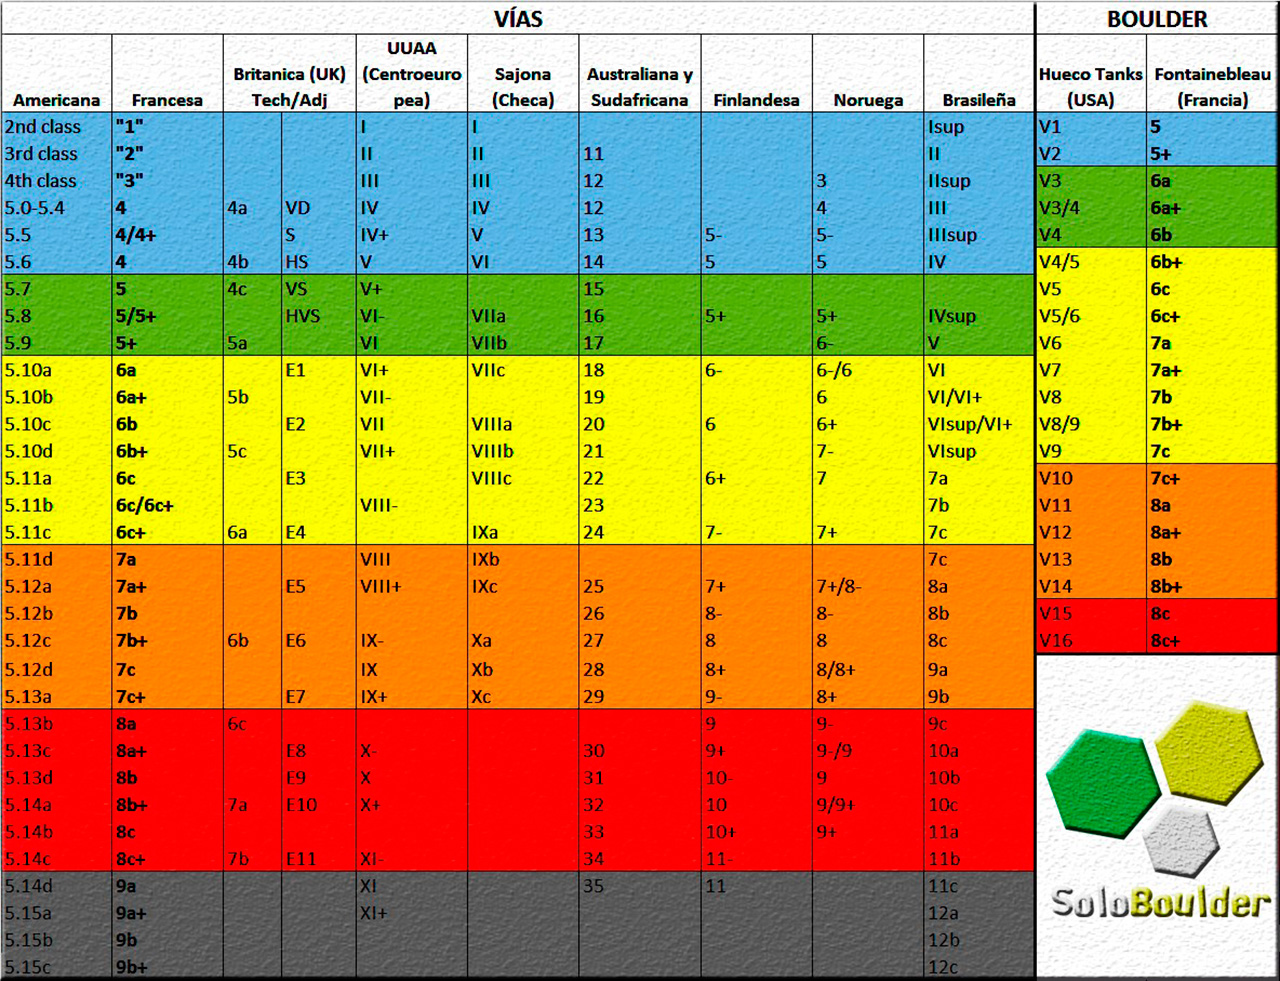 VÍAS BOULDER
Americana Francesa Britanica (UK) Tech/Adj UUAA (Centroeuro pea) Sajona (Checa) Australiana y Sudafricana Finlandesa Noruega Brasileña Hueco Tanks (USA) Fontainebleau (Francia)
2nd class "1" I I Isup V1 5
3rd class "2" II II 11 II V2 5+
4th class "3" III III 12 3 IIsup V3 6a
5.0-5.4 4 4a VD IV IV 12 4 III V3/4 6a+
5.5 4/4+ S IV+ V 13 5- 5- IIIsup V4 6b
5.6 4 4b HS V VI 14 5 5 IV V4/5 6b+
5.7 5 4c VS V+ 15 V5 6c
5.8 5/5+ HVS VI- VIIa 16 5+ 5+ IVsup V5/6 6c+
5.9 5+ 5a VI VIIb 17 6- V V6 7a
5.10a 6a E1 VI+ VIIc 18 6- 6-/6 VI V7 7a+
5.10b 6a+ 5b VII- 19 6 VI/VI+ V8 7b
5.10c 6b E2 VII VIIIa 20 6 6+ VIsup/VI+ V8/9 7b+
5.10d 6b+ 5c VII+ VIIIb 21 7- VIsup V9 7c
5.11a 6c E3 VIIIc 22 6+ 7 7a V10 7c+
5.11b 6c/6c+ VIII- 23 7b V11 8a
5.11c 6c+ 6a E4 IXa 24 7- 7+ 7c V12 8a+
5.11d 7a VIII IXb 7c V13 8b
5.12a 7a+ E5 VIII+ IXc 25 7+ 7+/8- 8a V14 8b+
5.12b 7b 26 8- 8- 8b V15 8c
5.12c 7b+ 6b E6 IX- Xa 27 8 8 8c V16 8c+
5.12d 7c IX Xb 28 8+ 8/8+ 9a
5.13a 7c+ E7 IX+ Xc 29 9- 8+ 9b
5.13b 8a 6c 9 9- 9c
5.13c 8a+ E8 X- 30 9+ 9-/9 10a
5.13d 8b E9 X 31 10- 9 10b
5.14a 8b+ 7a E10 X+ 32 10 9/9+ 10c
5.14b 8c 33 10+ 9+ 11a
5.14c 8c+ 7b E11 XI- 34 11- 11b
5.14d 9a XI 35 11 11c
5.15a 9a+ XI+ 12a
5.15b 9b 12b
5.15c 9b+ 12c
SoloBoulder